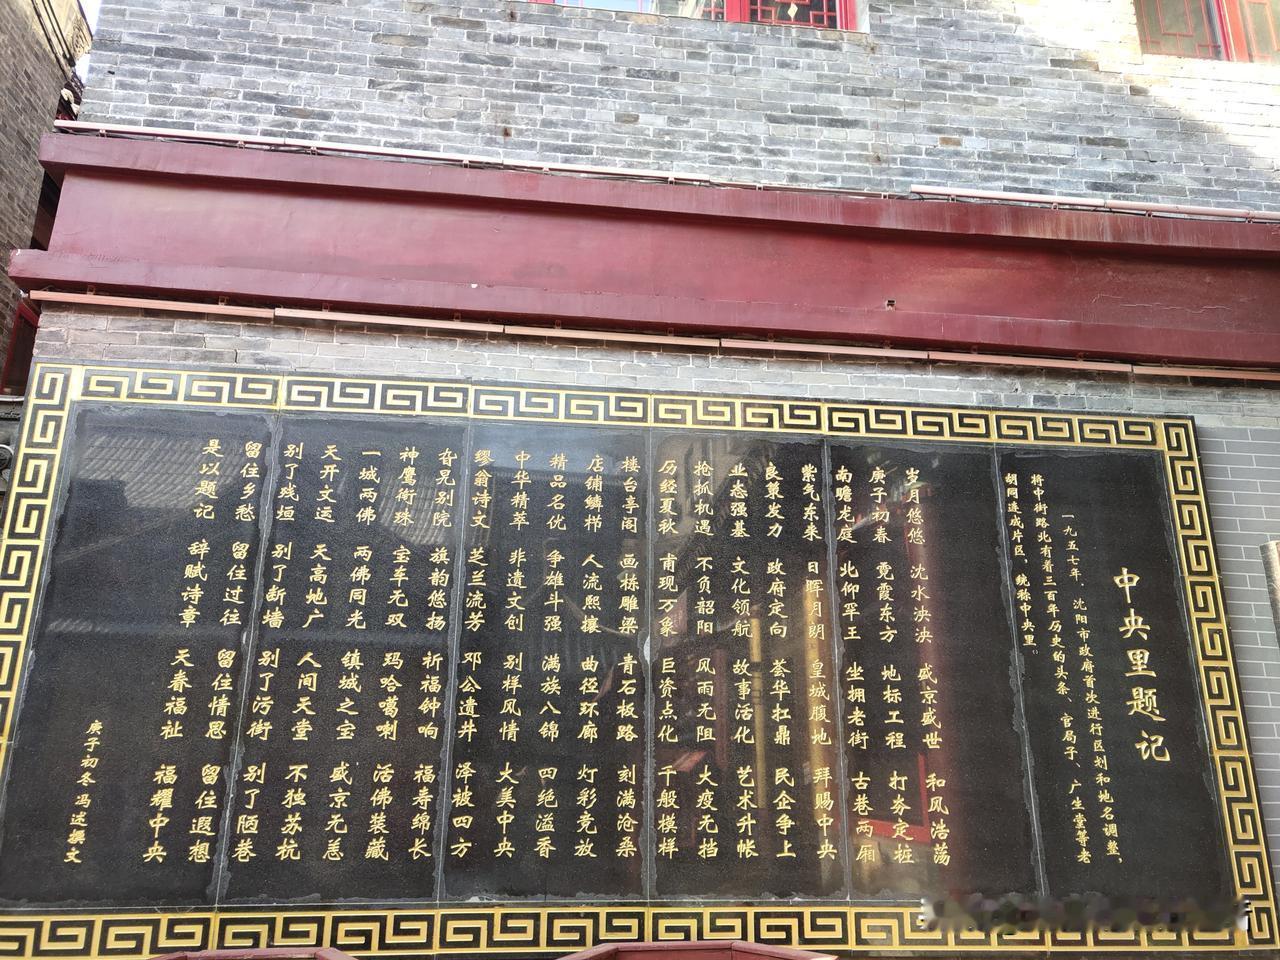 中央里题记
一九五七年，沈阳市政府首次进行区划和地名调整，
将中街路北有着三百年历史的头条、官局子、广生堂等老
胡同连成片区，统称中央里。
岁月悠悠 沈水泱泱 盛京盛世 和风浩荡
庚子初春 霓霞东方 地标工程 打夯定桩
南瞻龙庭 北仰罕王 坐拥老街 古巷两厢
紫气东来 日晖月朗 皇城腹地 拜赐中央
良策发力 政府定向 荟华扛鼎 民企争上
业态强基 文化领航 故事活化 艺术升帐
抢抓机遇 不负韶阳 风雨无阻 大疫无挡
历经夏秋 甫现万象 巨资点化 千般模样
楼台亭阁 画栋雕梁 青石板路 刻满沧桑
店铺鳞栉 人流熙攘 曲径环廊 灯彩竞放
精品名优 争雄斗强 满族八锦 四绝溢香
中华精萃 非遗文创 别样风情 大美中央
缪翁诗文 芝兰流芳 邓公遗井 泽被四方
旮旯别院 旗韵悠扬 祈福钟响 福寿绵长
神鹰衔珠 宝车无双 玛哈噶喇 活佛装藏
一城两佛 两佛同光 镇城之宝 盛京无恙
天开文运 天高地广 人间天堂 不独苏杭
别了残垣 别了断墙 别了污街 别了陋巷
留住乡愁 留住过往 留住情思 留住遐想
是以题记 辞赋诗章 天春福祉 福耀中央
庚子初冬 冯述撰文